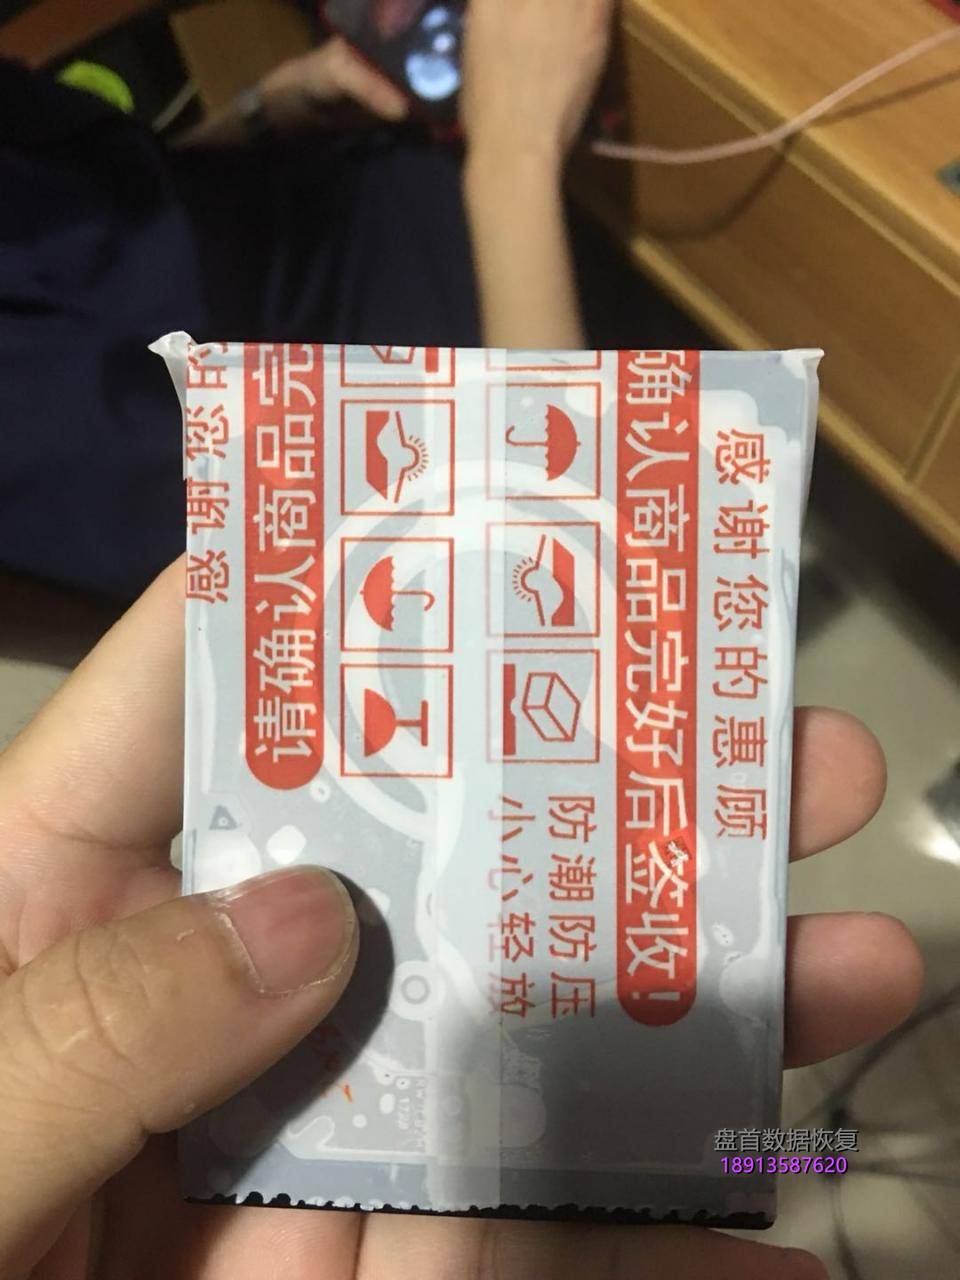 感谢您的惠顾
确认商品完好后签收！
防潮防压
小心轻放
请确认商品完
感谢您的
盘首数据恢复
18913587620